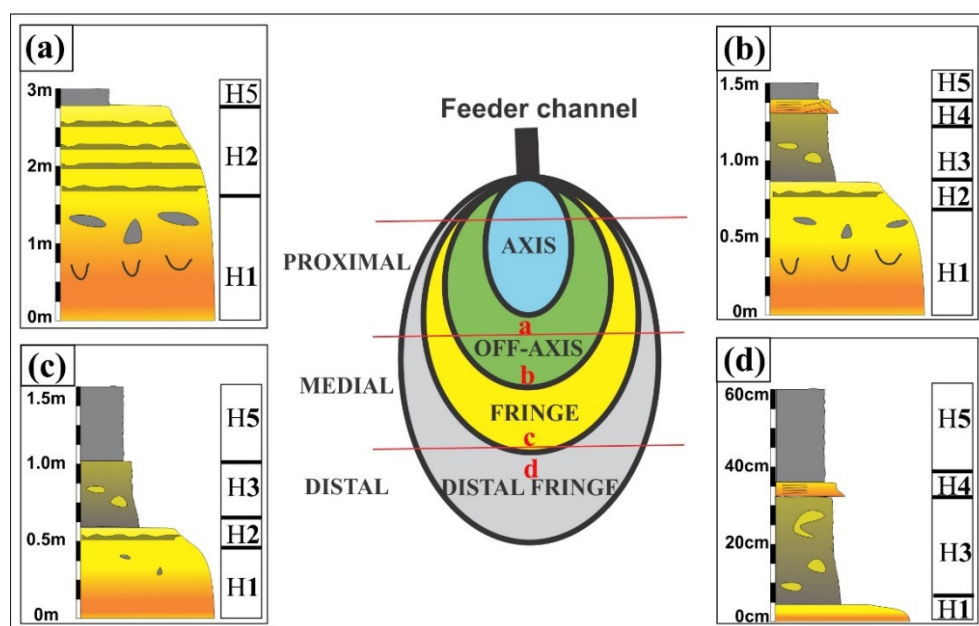 (a)
3m
2m
1m
0m
H5
H2
H1
Feeder channel
PROXIMAL
MEDIAL
DISTAL
AXIS
a
OFF-AXIS
b
FRINGE
c
d
DISTAL FRINGE
(b)
1.5m
1.0m
0.5m
0m
H5
H4
H3
H2
H1
(c)
1.5m
1.0m
0.5m
0m
H5
H3
H2
H1
(d)
60cm
40cm
20cm
0cm
H5
H4
H3
H1